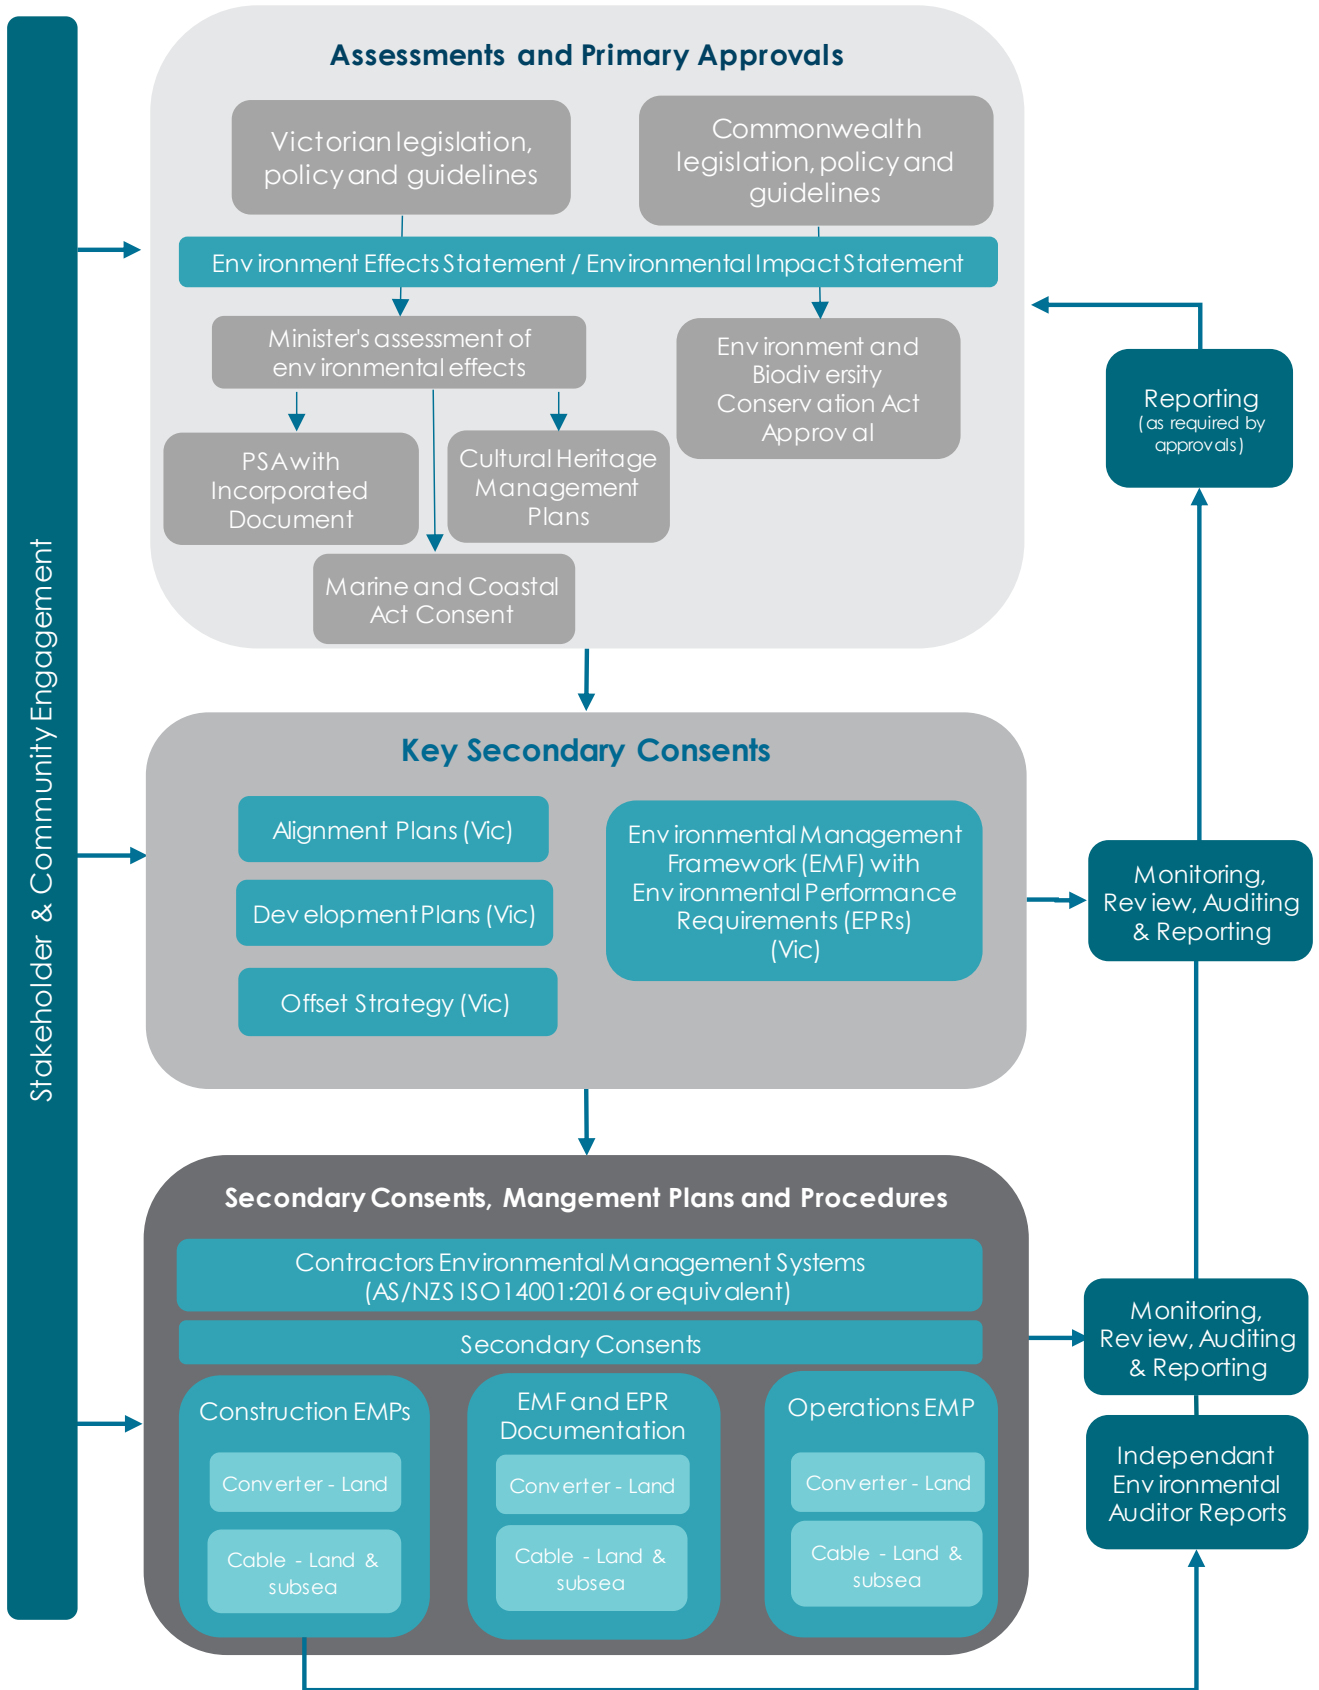 Stakeholder & Community Engagement
Assessments and Primary Approvals
Victorian legislation,
policy and guidelines
Commonwealth
legislation, policy and
guidelines
Environment Effects Statement / Environmental Impact Statement
Minister's assessment of
environmental effects
Environment and
Biodiversity
Conservation Act
Approval
PSA with
Incorporated
Document
Cultural Heritage
Management
Plans
Marine and Coastal
Act Consent
Reporting
(as required by
approvals)
Key Secondary Consents
Alignment Plans (Vic)
Development Plans (Vic)
Offset Strategy (Vic)
Environmental Management
Framework (EMF) with
Environmental Performance
Requirements (EPRs)
(Vic)
Monitoring,
Review, Auditing
& Reporting
Secondary Consents, Mangement Plans and Procedures
Contractors Environmental Management Systems
(AS/NZS ISO 14001:2016 or equivalent)
Secondary Consents
Construction EMPs
Converter - Land
Cable - Land &
subsea
EMF and EPR
Documentation
Converter - Land
Cable - Land &
subsea
Operations EMP
Converter - Land
Cable - Land &
subsea
Monitoring,
Review, Auditing
& Reporting
Independant
Environmental
Auditor Reports